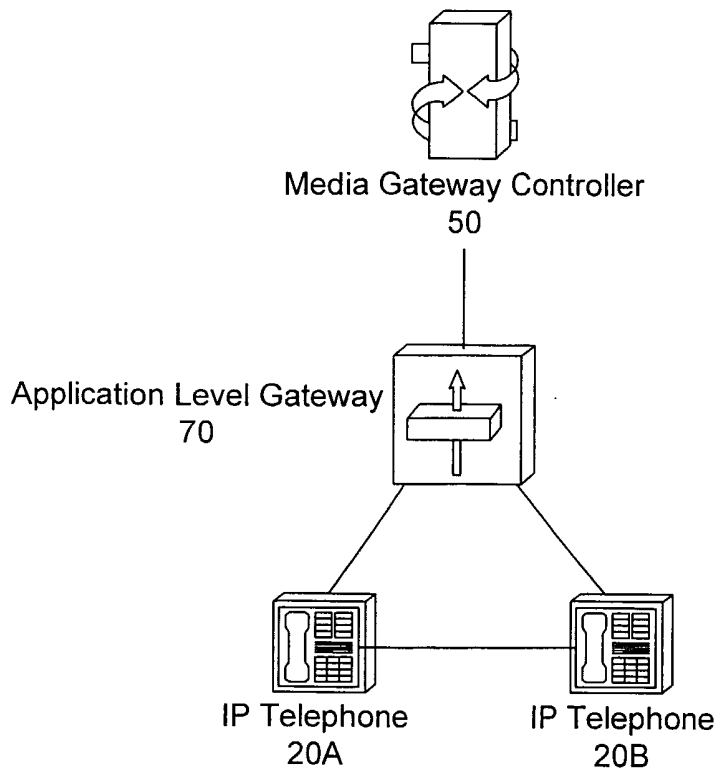 Media Gateway Controller
50
Application Level Gateway
70
IP Telephone
20A
IP Telephone
20B